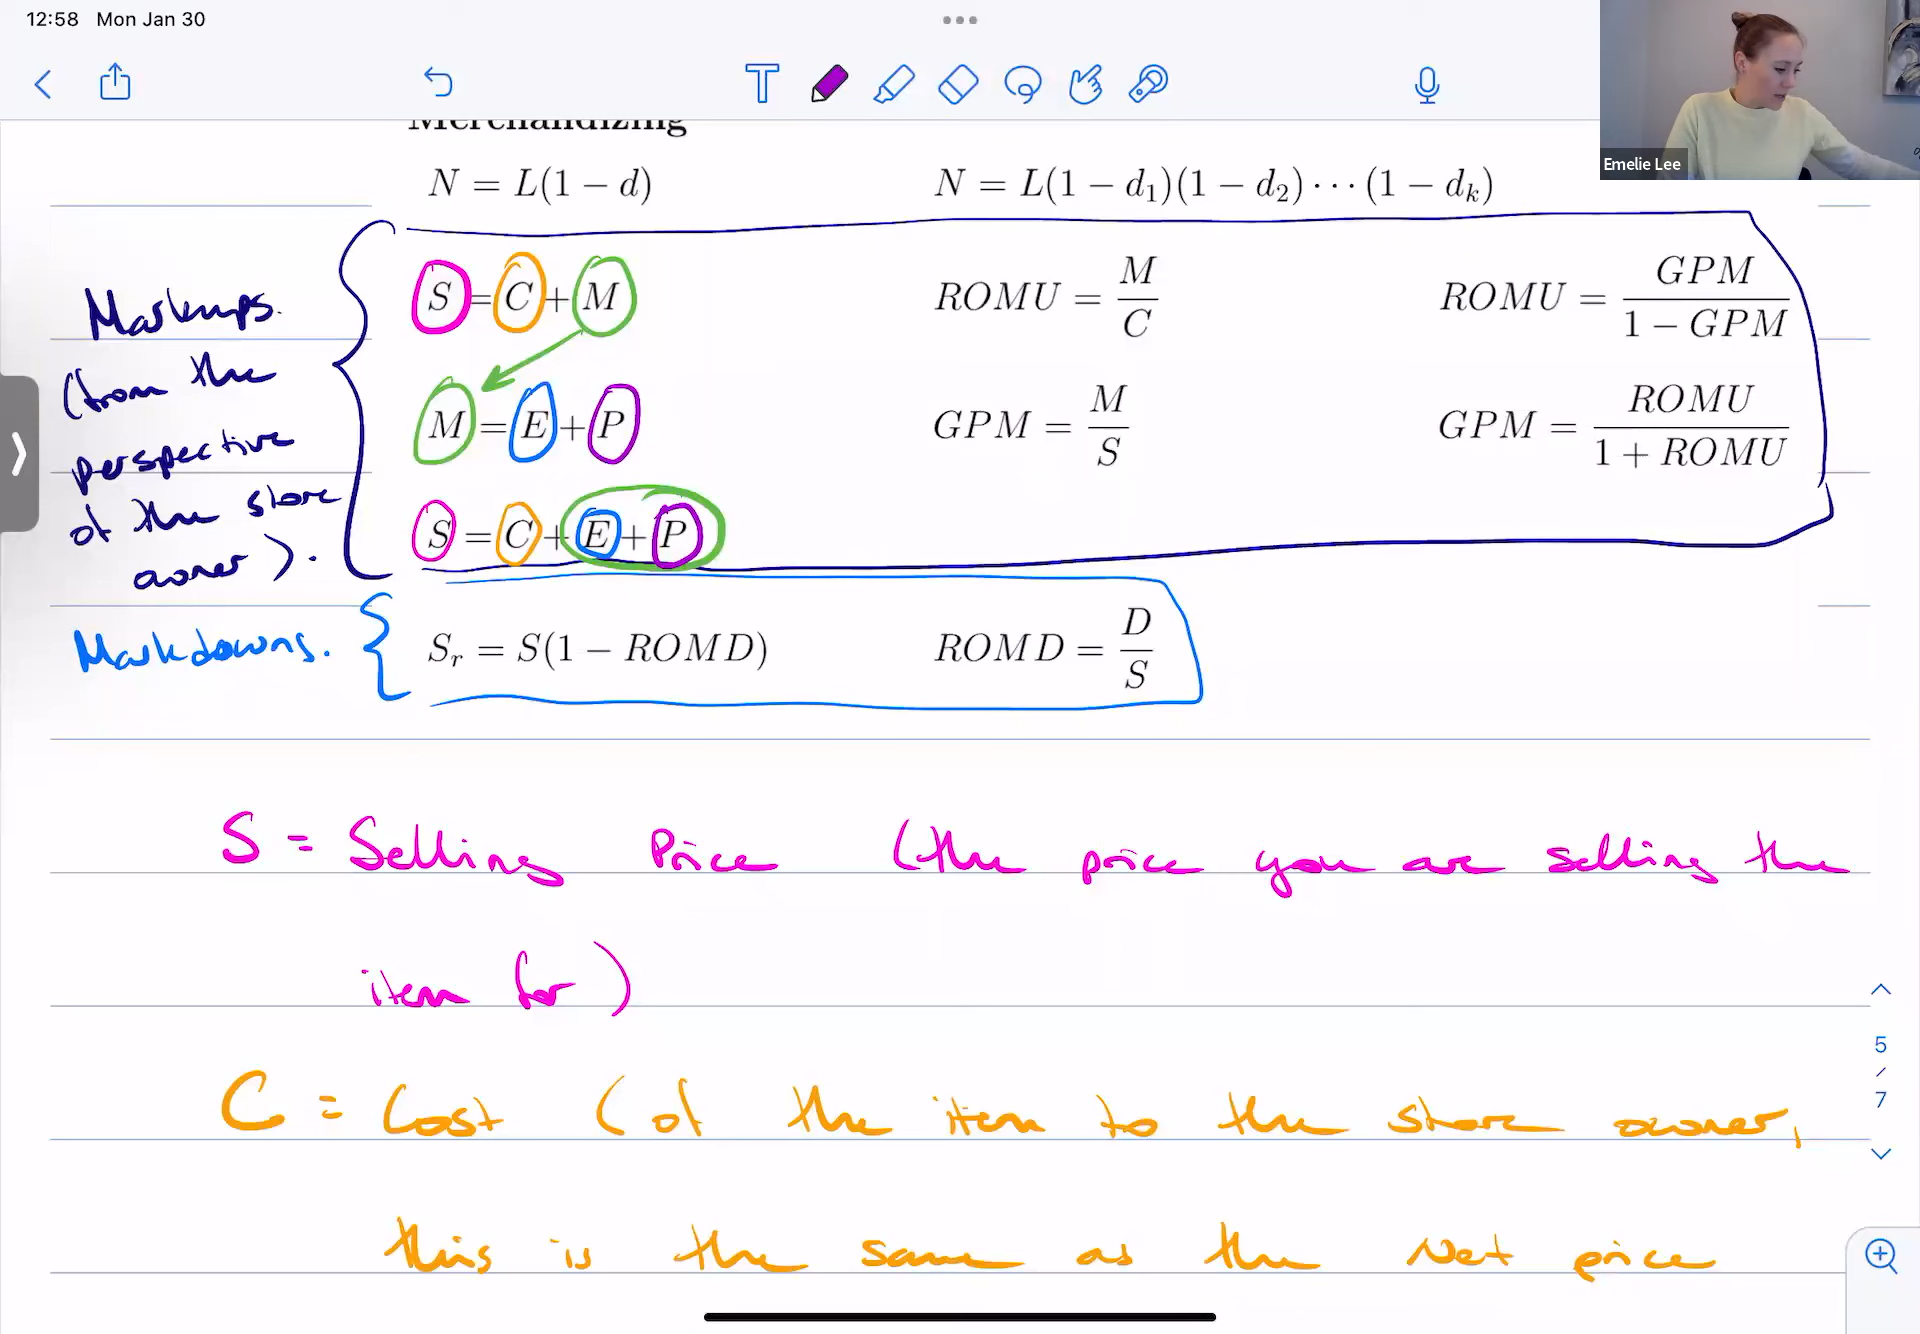 12:58 Mon Jan 30
Emelie Lee
Merchandizing
N = L(1 − d)
N = L(1 − d₁)(1 − d₂) ⋯ (1 − dₖ)
Markups.
(from the
perspective
of the store
owner).
S = C + M
ROMU = M/C
ROMU = GPM/(1 − GPM)
M = E + P
GPM = M/S
GPM = ROMU/(1 + ROMU)
S = C + E + P
Markdowns.
Sᵣ = S(1 − ROMD)
ROMD = D/S
S = Selling Price (the price you are selling the
item for)
C = Cost (of the item to the store owner,
this is the same as the Net price
5
/
7